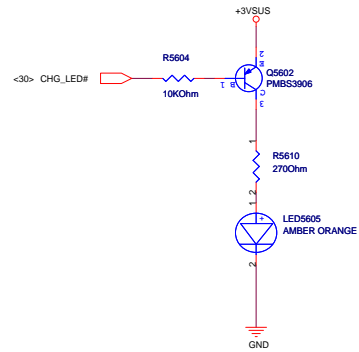 +3VSUS
2
E
R5604
Q5602
PMBS3906
<30> CHG_LED#
1
B
C
10KOhm
3
1
R5610
270Ohm
2
1
+
LED5605
AMBER ORANGE
2
GND